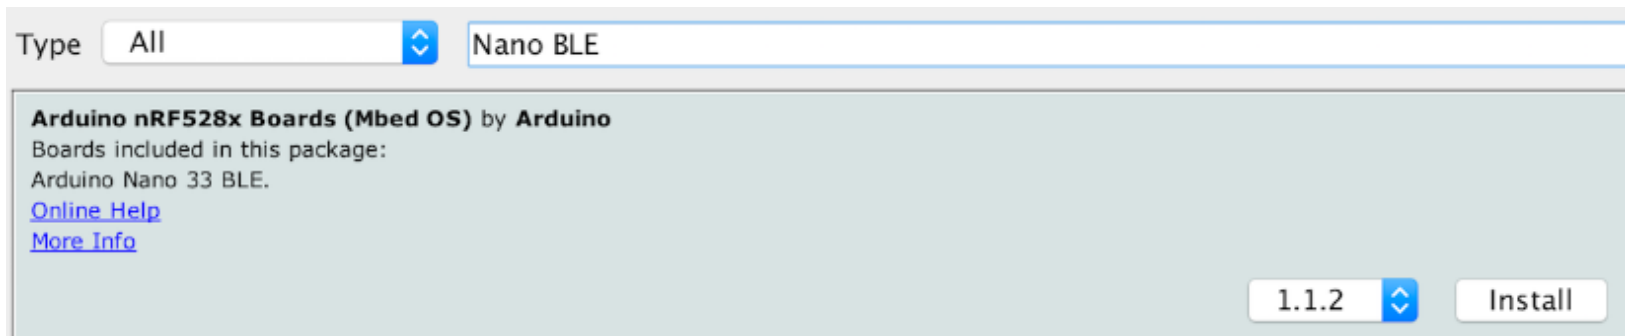 Type All Nano BLE
Arduino nRF528x Boards (Mbed OS) by Arduino
Boards included in this package:
Arduino Nano 33 BLE.
Online Help
More Info
1.1.2 Install